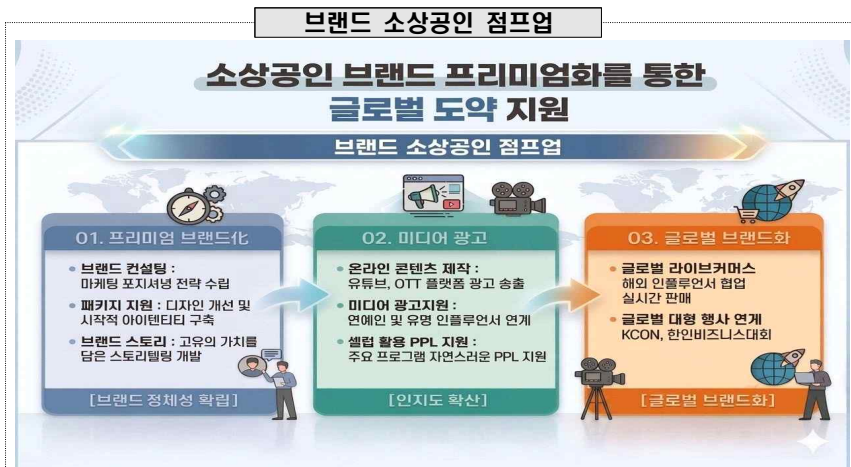 브랜드 소상공인 점프업
소상공인 브랜드 프리미엄화를 통한
글로벌 도약 지원
브랜드 소상공인 점프업
01. 프리미엄 브랜드化
• 브랜드 컨설팅 :
마케팅 포지셔닝 전략 수립
• 패키지 지원 : 디자인 개선 및
시작적 아이텐티티 구축
• 브랜드 스토리 : 고유의 가치를
담은 스토리텔링 개발
[브랜드 정체성 확립]
02. 미디어 광고
• 온라인 콘텐츠 제작 :
유튜브, OTT 플랫폼 광고 송출
• 미디어 광고지원 :
연예인 및 유명 인플루언서 연계
• 셀럽 활용 PPL 지원 :
주요 프로그램 자연스러운 PPL 지원
[인지도 확산]
03. 글로벌 브랜드화
• 글로벌 라이브커머스
해외 인플루언서 협업
실시간 판매
• 글로벌 대형 행사 연계
KCON, 한인비즈니스대회
[글로벌 브랜드화]